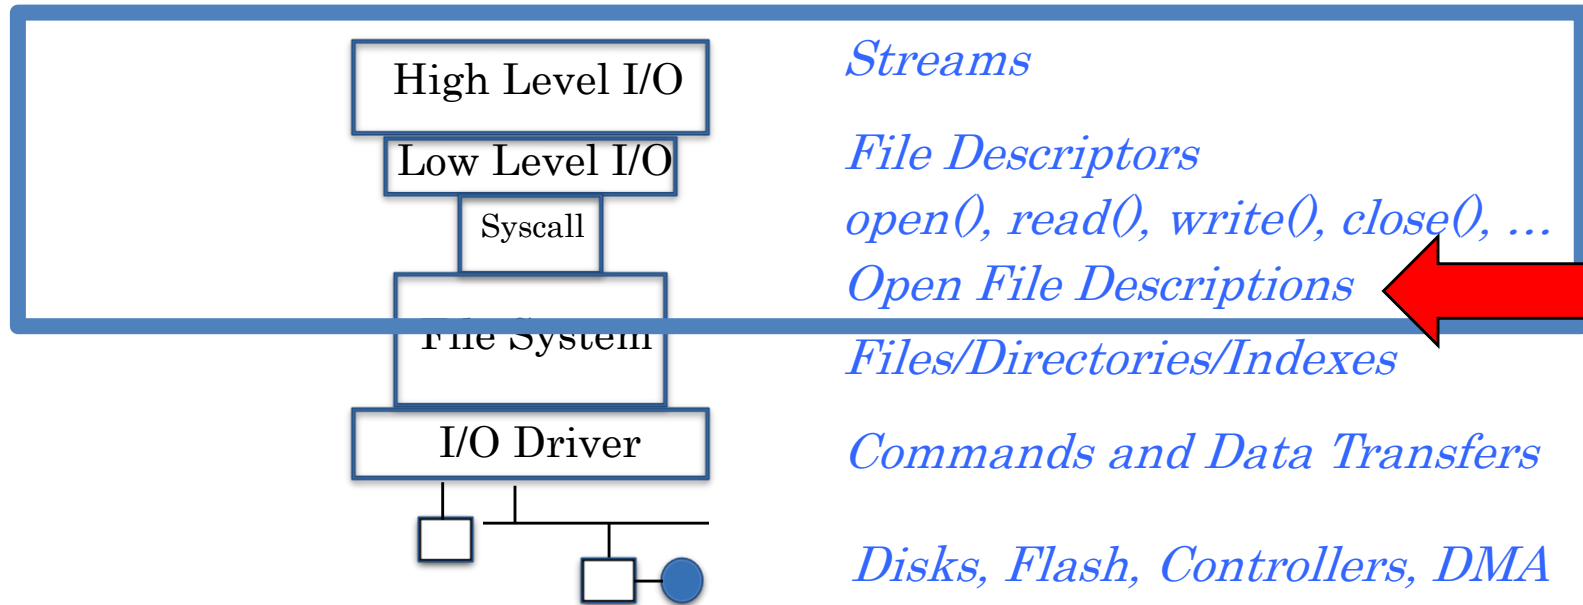 High Level I/O
Streams
Low Level I/O
File Descriptors
Syscall
open(), read(), write(), close(), ...
Open File Descriptions
File System
Files/Directories/Indexes
I/O Driver
Commands and Data Transfers
Disks, Flash, Controllers, DMA